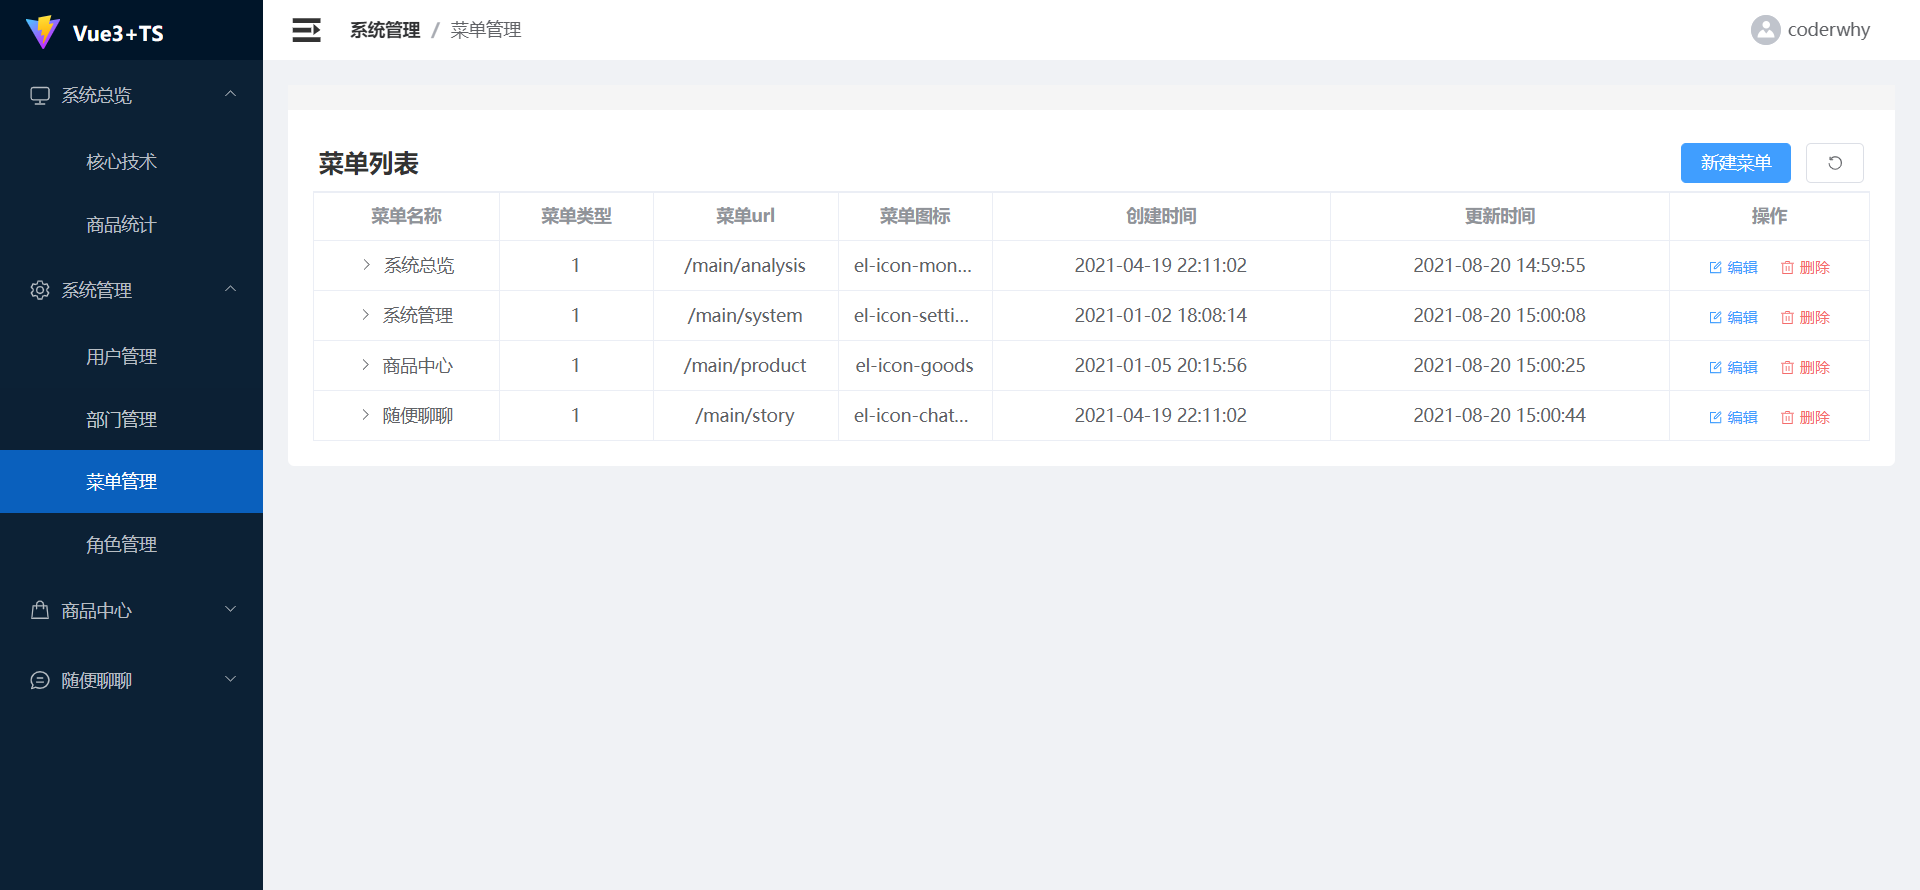 Vue3+TS
系统总览
核心技术
商品统计
系统管理
用户管理
部门管理
菜单管理
角色管理
商品中心
随便聊聊
系统管理 / 菜单管理
coderwhy
菜单列表
新建菜单
菜单名称 菜单类型 菜单url 菜单图标 创建时间 更新时间 操作
系统总览 1 /main/analysis el-icon-mon... 2021-04-19 22:11:02 2021-08-20 14:59:55 编辑 删除
系统管理 1 /main/system el-icon-setti... 2021-01-02 18:08:14 2021-08-20 15:00:08 编辑 删除
商品中心 1 /main/product el-icon-goods 2021-01-05 20:15:56 2021-08-20 15:00:25 编辑 删除
随便聊聊 1 /main/story el-icon-chat... 2021-04-19 22:11:02 2021-08-20 15:00:44 编辑 删除